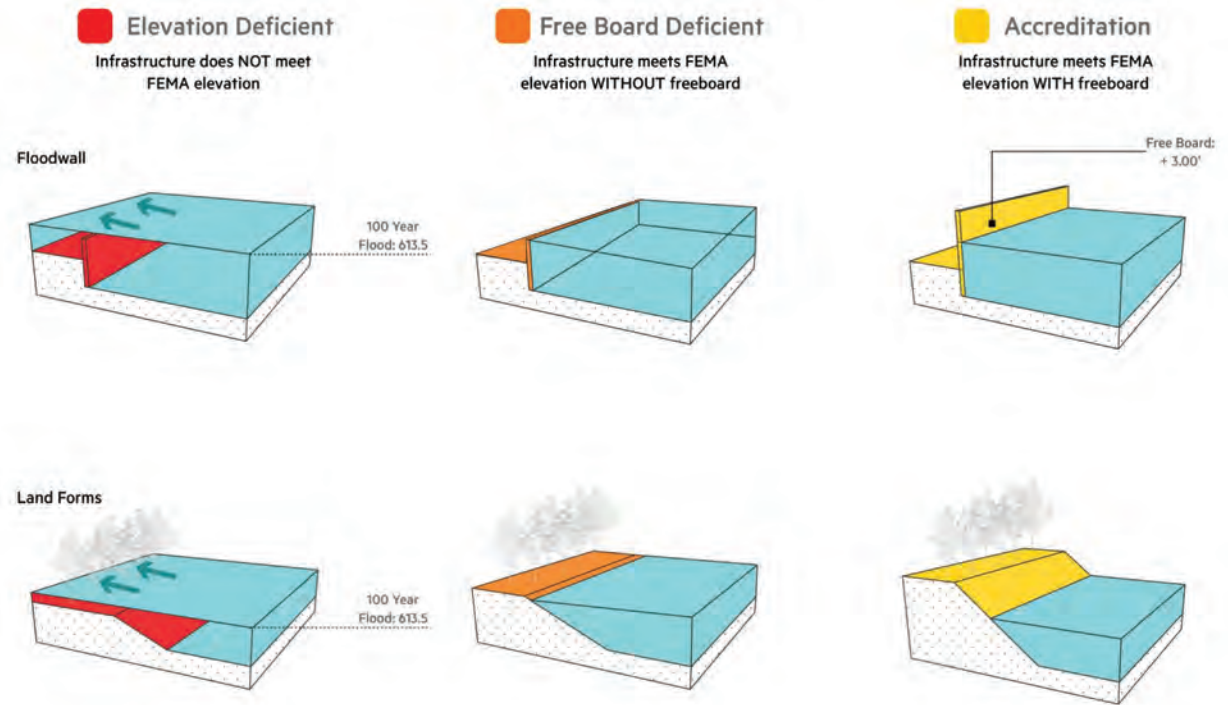 Elevation Deficient
Infrastructure does NOT meet
FEMA elevation
Free Board Deficient
Infrastructure meets FEMA
elevation WITHOUT freeboard
Accreditation
Infrastructure meets FEMA
elevation WITH freeboard
Floodwall
100 Year
Flood: 613.5
Free Board:
+ 3.00'
Land Forms
100 Year
Flood: 613.5